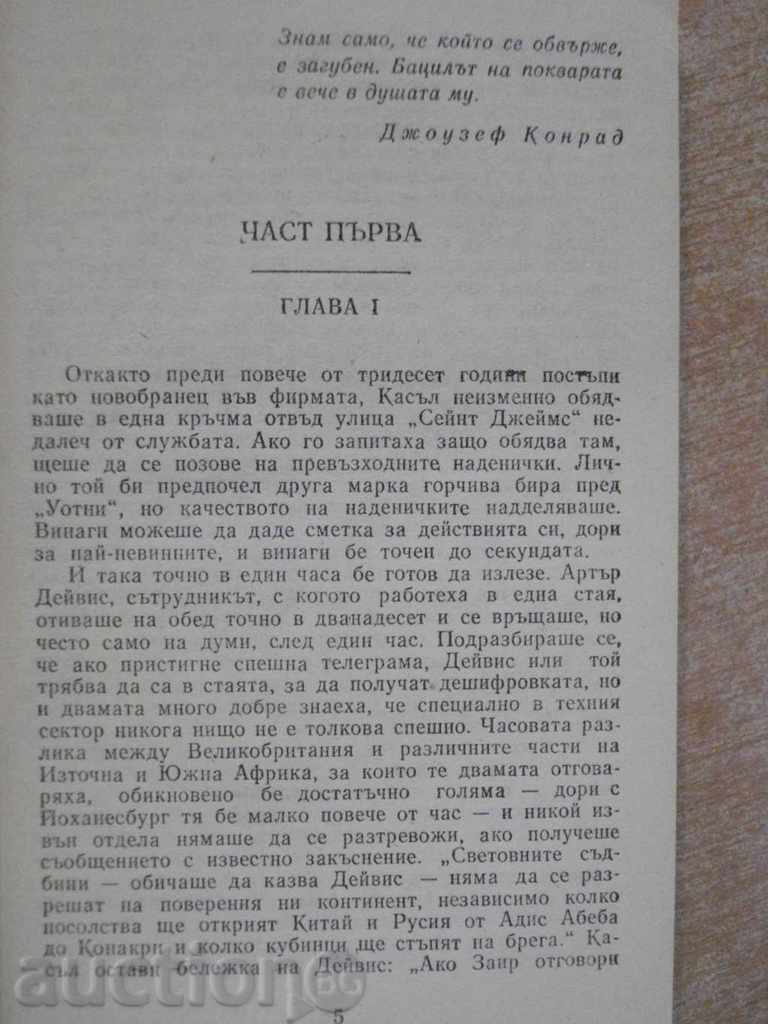 Знам само, че който се обвърже,
е загубен. Бацилът на покварата
е вече в душата му.
Джоузеф Конрад
ЧАСТ ПЪРВА
ГЛАВА I
Откакто преди повече от тридесет години постъпи
като новобранец във фирмата, Касъл неизменно обяд-
ваше в една кръчма отвъд улица „Сейнт Джеймс“ не-
далеч от службата. Ако го запитаха защо обядва там,
щеше да се позове на превъзходните наденички. Лич-
но той би предпочел друга марка горчива бира пред
„Уотни“, но качеството на наденичките надделяваше.
Винаги можеше да даде сметка за действията си, дори
за най-невинните, и винаги бе точен до секундата.
И така точно в един часа бе готов да излезе. Артър
Дейвис, сътрудникът, с когото работеха в една стая,
отиваше на обед точно в дванадесет и се връщаше, но
често само на думи, след един час. Подразбираше се,
че ако пристигне спешна телеграма, Дейвис или той
трябва да са в стаята, за да получат дешифровката, но
и двамата много добре знаеха, че специално в техния
сектор никога нищо не е толкова спешно. Часовата раз-
лика между Великобритания и различните части на
Източна и Южна Африка, за които те двамата отгова-
ряха, обикновено бе достатъчно голяма — дори с
Йоханесбург тя бе малко повече от час — и никой из-
вън отдела нямаше да се разтревожи, ако получеше
съобщението с известно закъснение. „Световните съд-
бини — обичаше да казва Дейвис — няма да се раз-
решат на поверения ни континент, независимо колко
посолства ще открият Китай и Русия от Адис Абеба
до Конакри и колко кубинци ще стъпят на брега.“ Ка-
съл остави бележка на Дейвис: „Ако Заир отговори
5
auction.bg